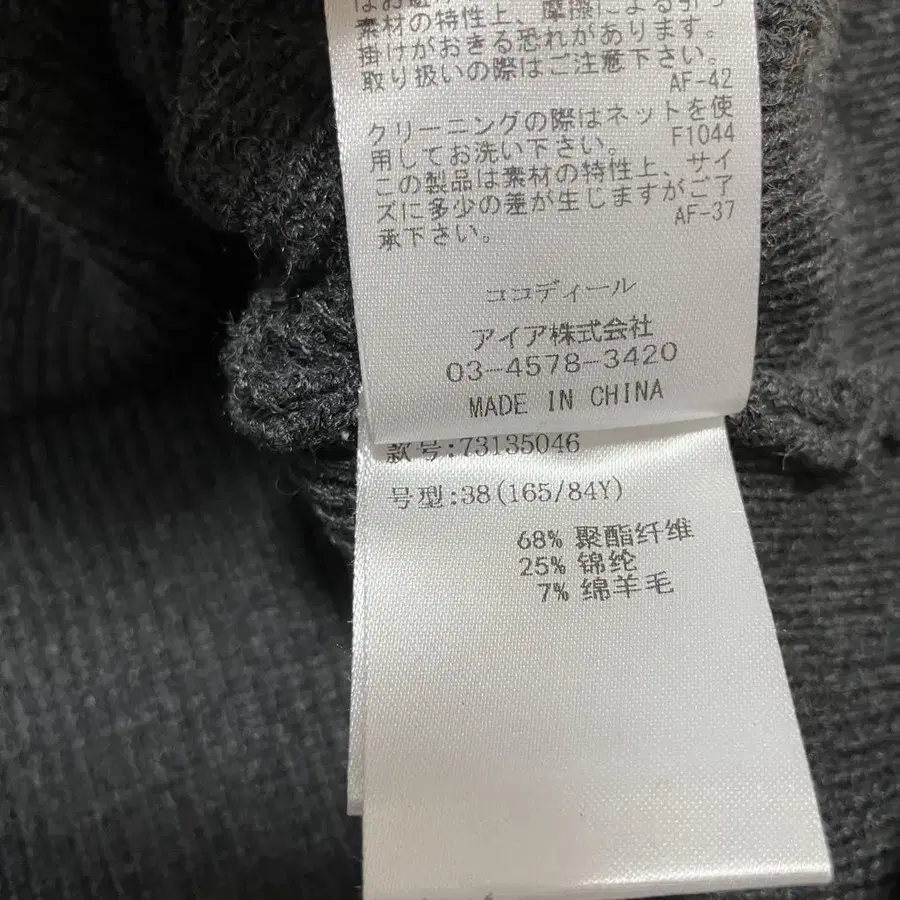 素材の特性上、摩擦による引っ
掛けがおきる恐れがあります。
取り扱いの際はご注意下さい。
AF-42
クリーニングの際はネットを使
用してお洗い下さい。
F1044
この製品は素材の特性上、サイ
ズに多少の差が生じますがご了
承下さい。
AF-37
ココディール
アイア株式会社
03-4578-3420
MADE IN CHINA
款号:73135046
号型:38(165/84Y)
68% 聚酯纤维
25% 锦纶
7% 绵羊毛